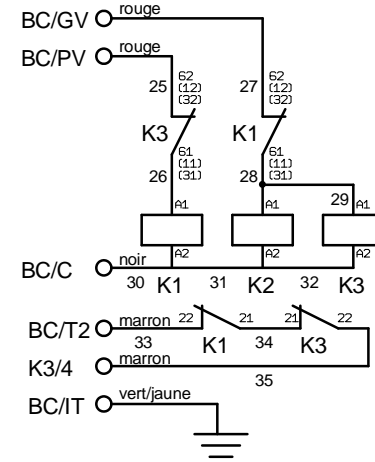 BC/GV rouge
BC/PV rouge
25 62 (12) (32) 27 62 (12) (32)
K3 K1
26 61 (11) (31) 28 61 (11) (31)
29
A1 A1 A1
A2 A2 A2
BC/C noir
30 K1 31 K2 32 K3
BC/T2 marron 22 21 21 22
33 K1 34 K3
K3/4 marron
35
BC/IT vert/jaune